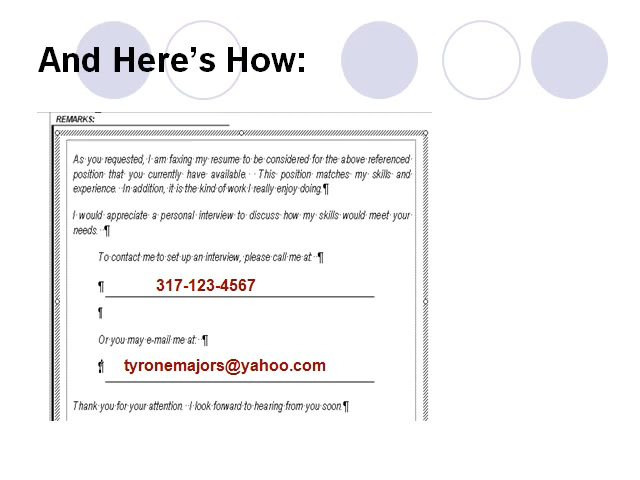 And Here's How:
REMARKS:
As you requested, I am faxing my resume to be considered for the above referenced
position that you currently have available. This position matches my skills and
experience. In addition, it is the kind of work I really enjoy doing.¶
I would appreciate a personal interview to discuss how my skills would meet your
needs. ¶
To contact me to set up an interview, please call me at: ¶
¶ 317-123-4567
¶
Or you may e-mail me at: ¶
¶ tyronemajors@yahoo.com
Thank you for your attention. I look forward to hearing from you soon.¶